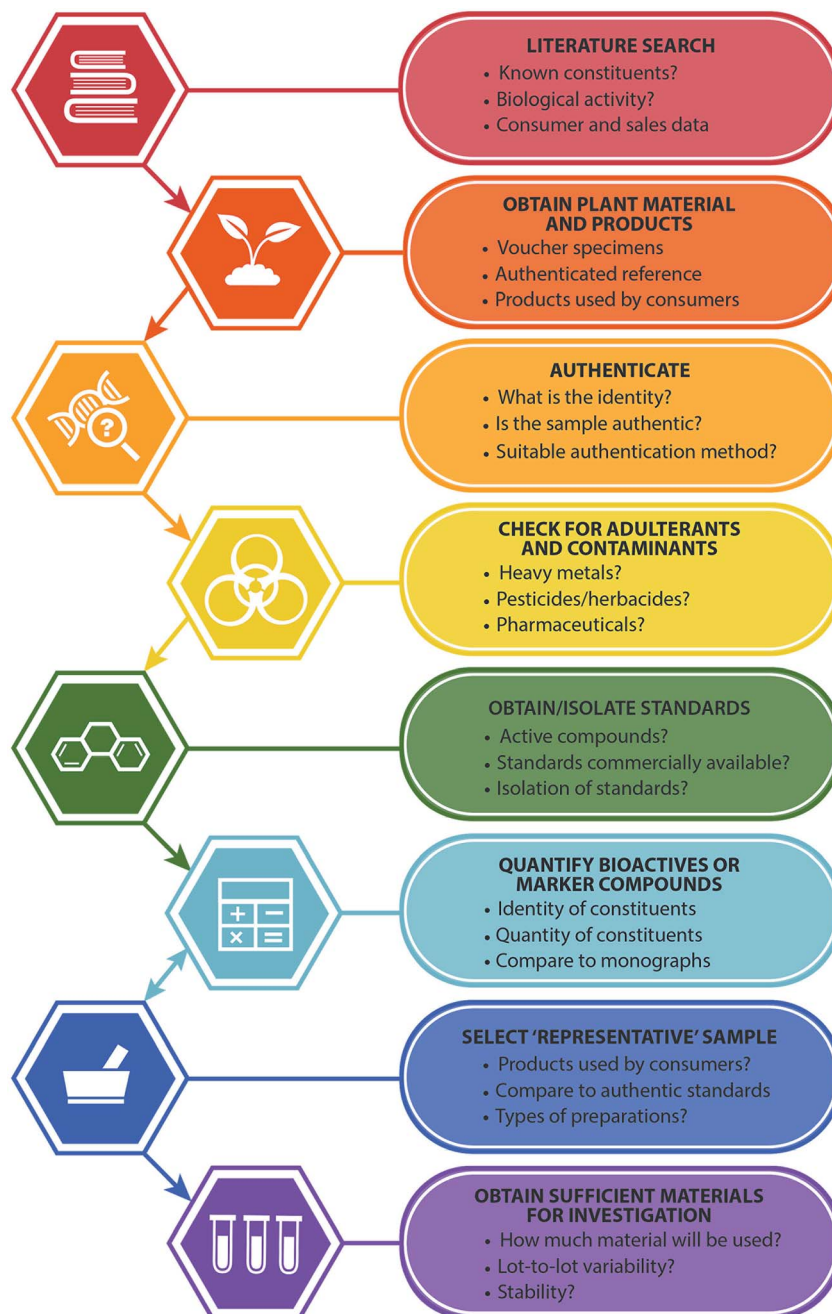 LITERATURE SEARCH
• Known constituents?
• Biological activity?
• Consumer and sales data
OBTAIN PLANT MATERIAL
AND PRODUCTS
• Voucher specimens
• Authenticated reference
• Products used by consumers
?
AUTHENTICATE
• What is the identity?
• Is the sample authentic?
• Suitable authentication method?
CHECK FOR ADULTERANTS
AND CONTAMINANTS
• Heavy metals?
• Pesticides/herbacides?
• Pharmaceuticals?
OBTAIN/ISOLATE STANDARDS
• Active compounds?
• Standards commercially available?
• Isolation of standards?
+ −
× =
QUANTIFY BIOACTIVES OR
MARKER COMPOUNDS
• Identity of constituents
• Quantity of constituents
• Compare to monographs
SELECT ‘REPRESENTATIVE’ SAMPLE
• Products used by consumers?
• Compare to authentic standards
• Types of preparations?
OBTAIN SUFFICIENT MATERIALS
FOR INVESTIGATION
• How much material will be used?
• Lot-to-lot variability?
• Stability?